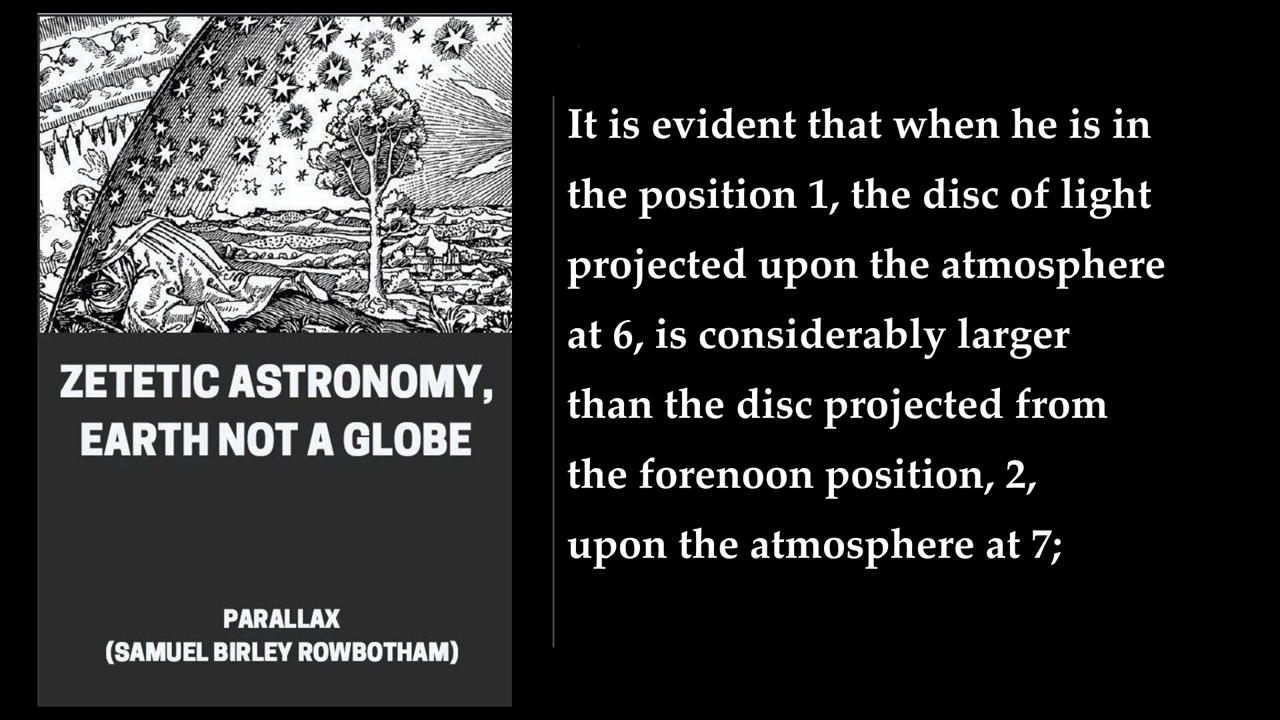 ZETETIC ASTRONOMY,
EARTH NOT A GLOBE
PARALLAX
(SAMUEL BIRLEY ROWBOTHAM)
It is evident that when he is in
the position 1, the disc of light
projected upon the atmosphere
at 6, is considerably larger
than the disc projected from
the forenoon position, 2,
upon the atmosphere at 7;